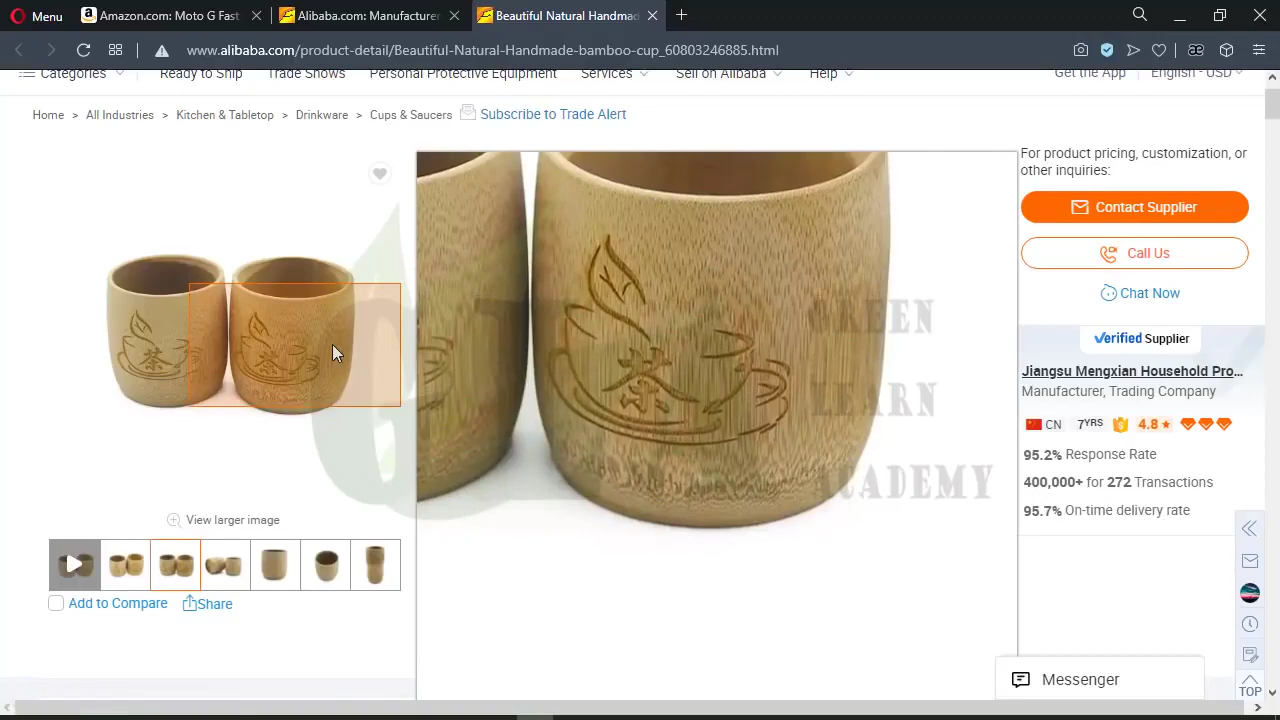 Menu
Amazon.com: Moto G Fast
Alibaba.com: Manufacturer
Beautiful Natural Handmad
www.alibaba.com/product-detail/Beautiful-Natural-Handmade-bamboo-cup_60803246885.html
Categories Ready to Ship Trade Shows Personal Protective Equipment Services Sell on Alibaba Help Get the App English - USD
Home > All Industries > Kitchen & Tabletop > Drinkware > Cups & Saucers Subscribe to Trade Alert
茶
茶
茶
GREEN
LEARN
ACADEMY
View larger image
Add to Compare Share
For product pricing, customization, or
other inquiries:
Contact Supplier
Call Us
Chat Now
Verified Supplier
Jiangsu Mengxian Household Pro...
Manufacturer, Trading Company
CN 7YRS 4.8
95.2% Response Rate
400,000+ for 272 Transactions
95.7% On-time delivery rate
TOP
Messenger